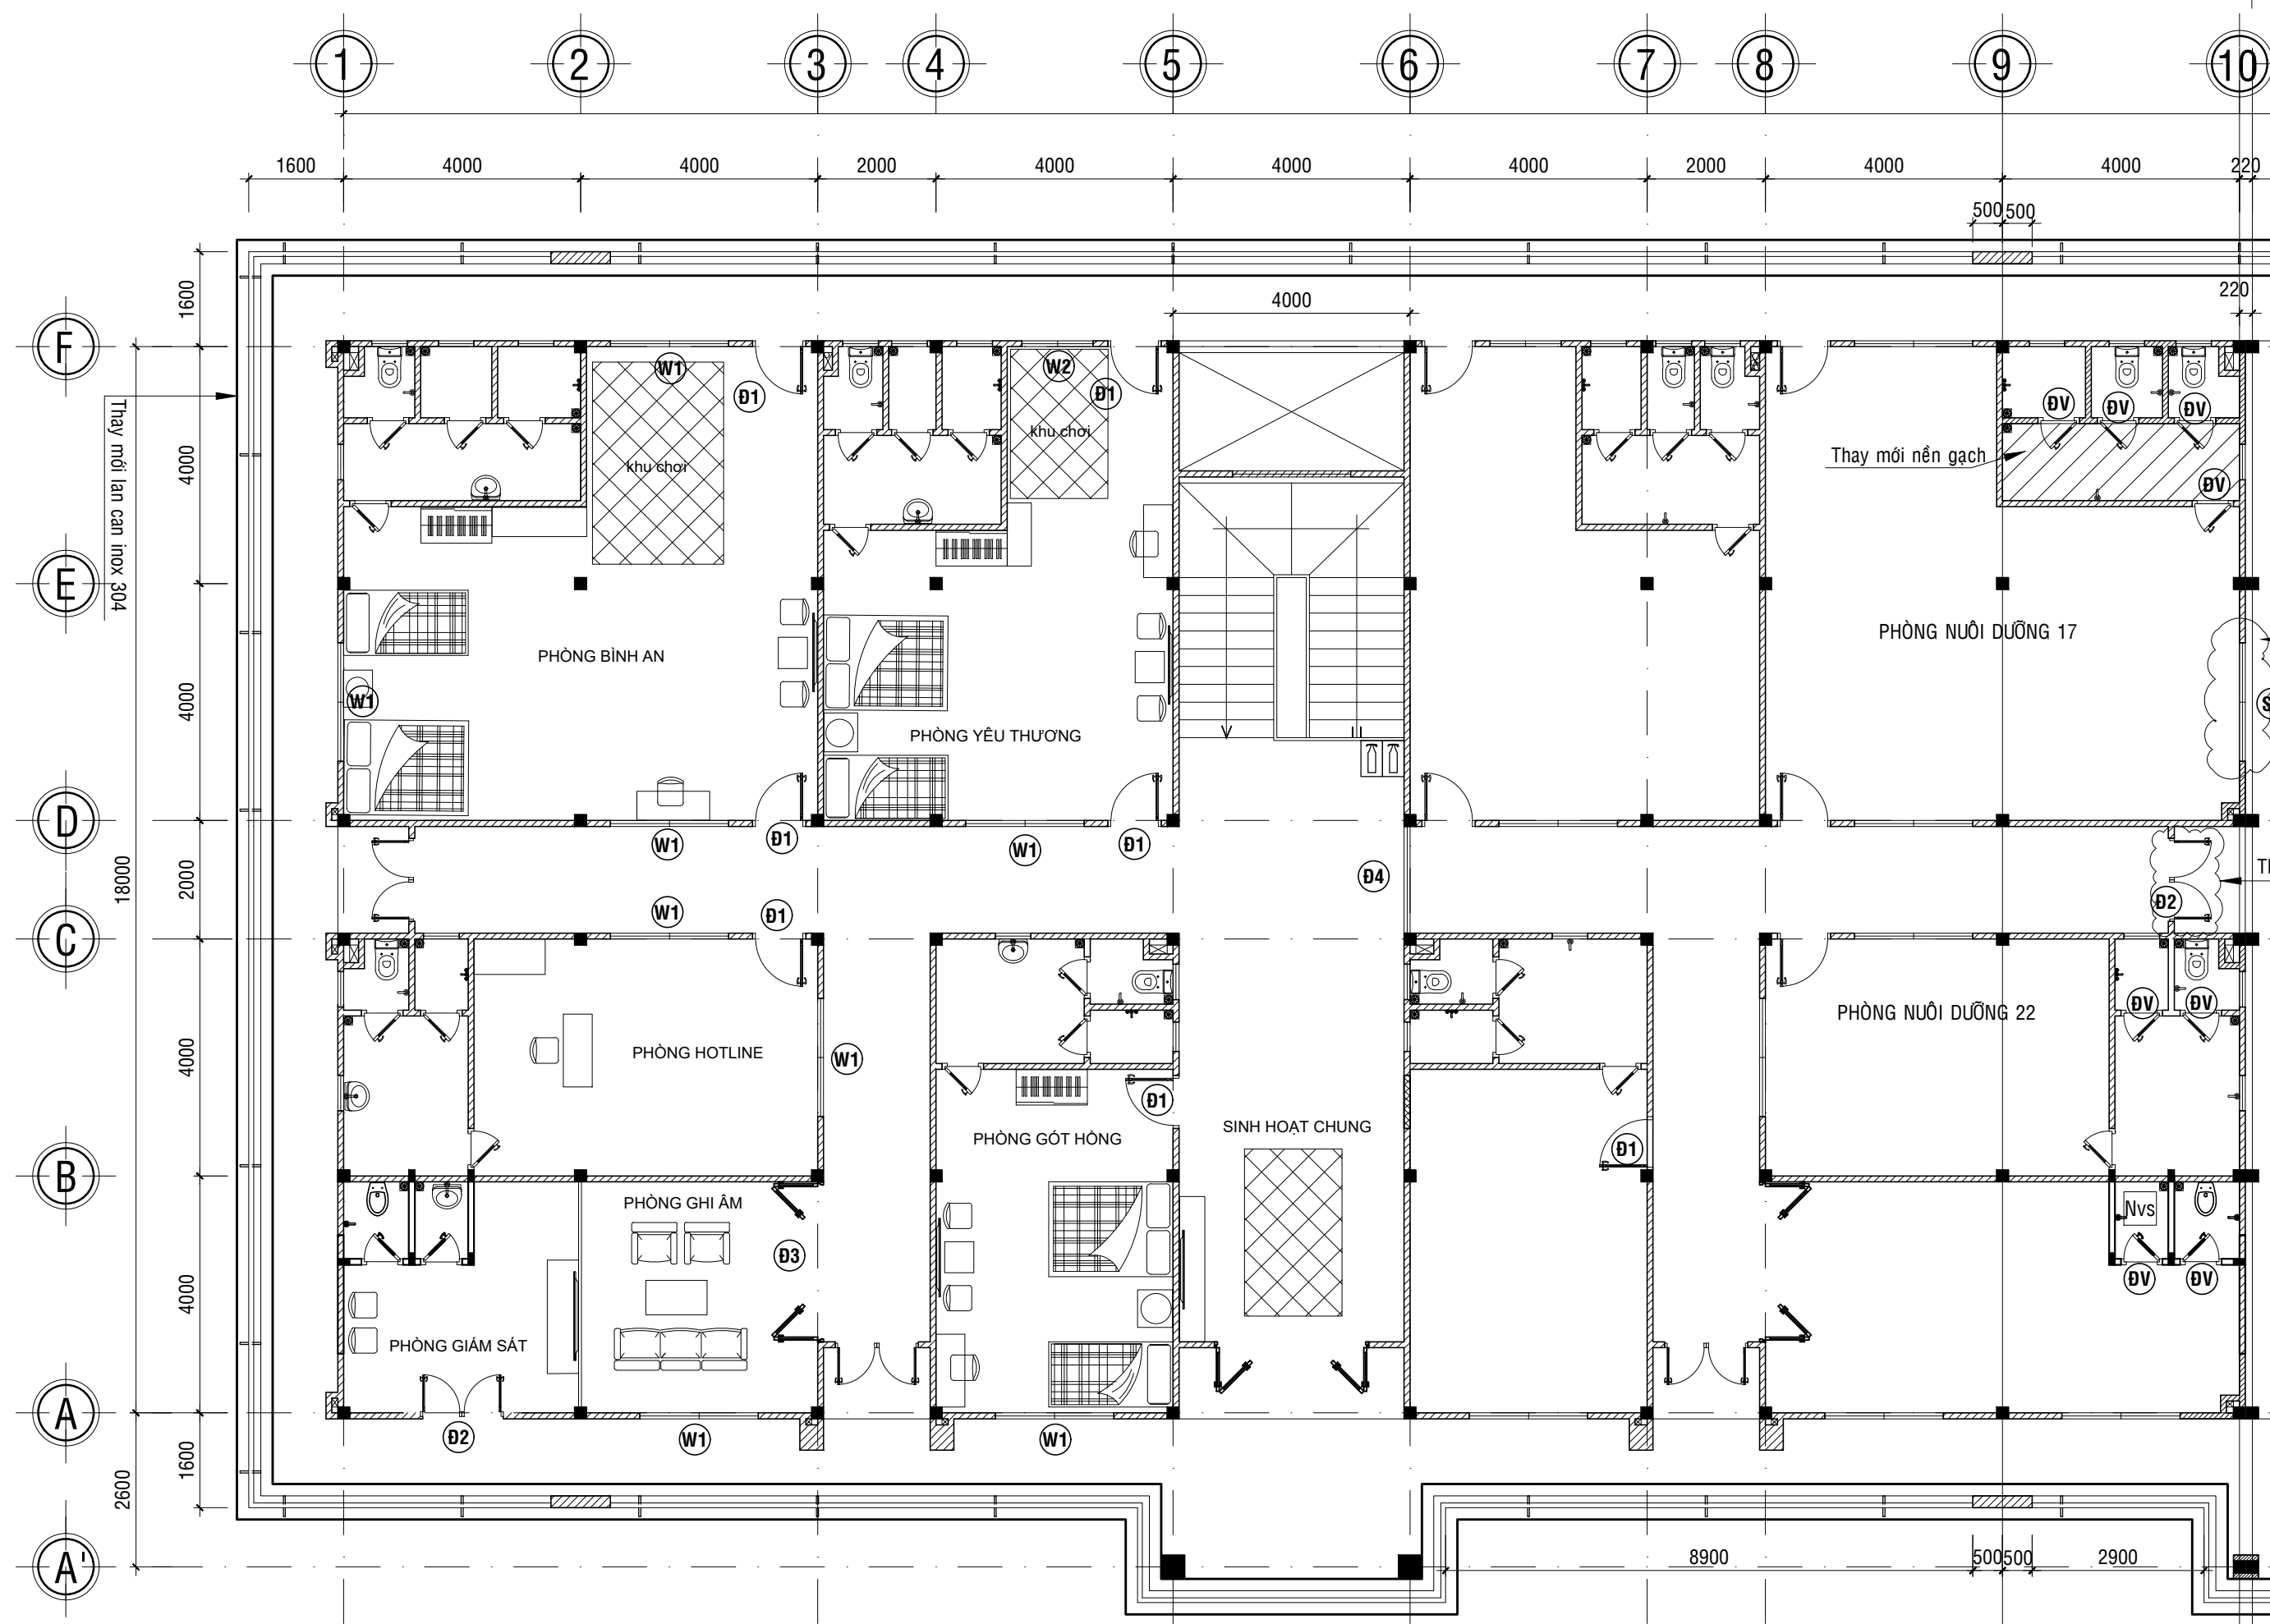 1 2 3 4 5 6 7 8 9 10
1600 4000 4000 2000 4000 4000 4000 2000 4000 4000 220
500 500
1600
4000
220
F
W1
W2
Đ1
Đ1
ĐV
ĐV
ĐV
khu chơi
Thay mới nền gạch
khu chơi
4000
ĐV
Thay mới lan can inox 304
E
PHÒNG NUÔI DƯỠNG 17
PHÒNG BÌNH AN
4000
W1
PHÒNG YÊU THƯƠNG
D
Đ1
W1
W1
Đ1
18000
2000
Đ4
Đ2
W1
Đ1
C
ĐV
ĐV
PHÒNG NUÔI DƯỠNG 22
PHÒNG HOTLINE
W1
4000
Đ1
SINH HOẠT CHUNG
PHÒNG GÓT HỒNG
Đ1
B
PHÒNG GHI ÂM
Nvs
Đ3
ĐV
ĐV
4000
PHÒNG GIÁM SÁT
A
Đ2
W1
W1
1600
2600
A'
8900 500 500 2900